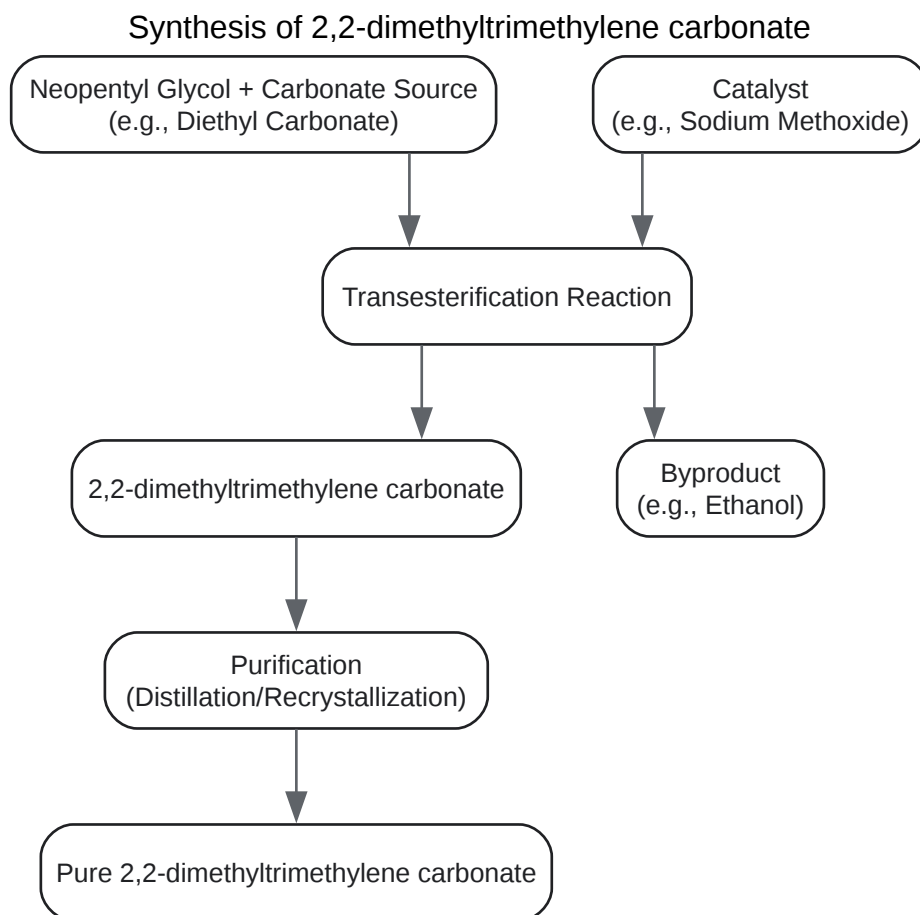 Synthesis of 2,2-dimethyltrimethylene carbonate
Neopentyl Glycol + Carbonate Source
(e.g., Diethyl Carbonate)
Catalyst
(e.g., Sodium Methoxide)
Transesterification Reaction
2,2-dimethyltrimethylene carbonate
Byproduct
(e.g., Ethanol)
Purification
(Distillation/Recrystallization)
Pure 2,2-dimethyltrimethylene carbonate